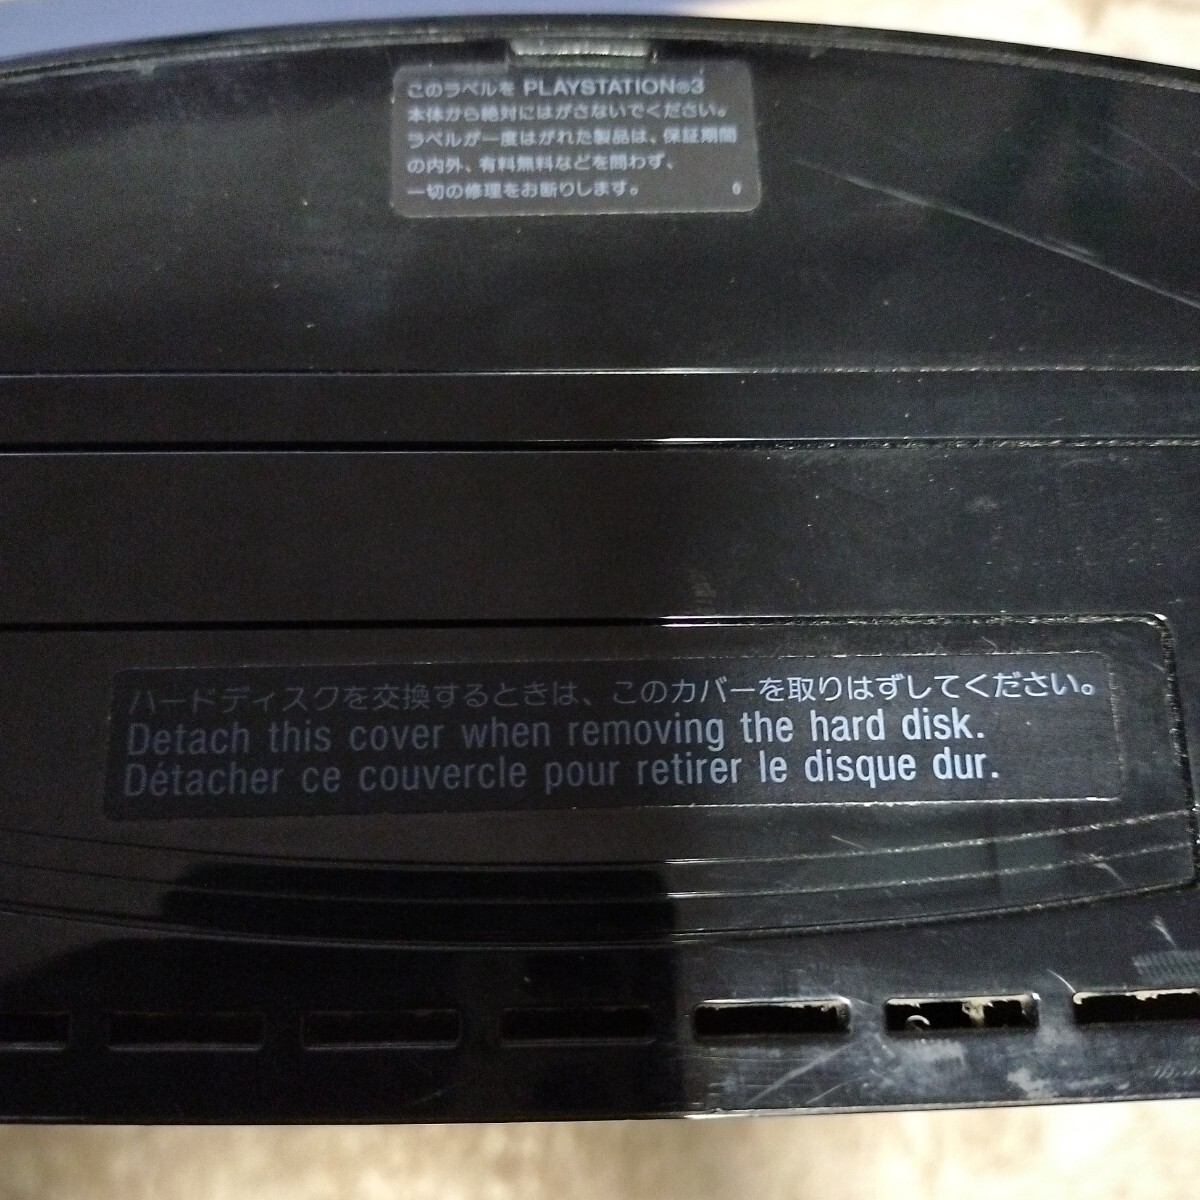 このラベルを PLAYSTATION®3
本体から絶対にはがさないでください。
ラベルが一度はがれた製品は、保証期間
の内外、有料無料などを問わず、
一切の修理をお断りします。 0
ハードディスクを交換するときは、このカバーを取りはずしてください。
Detach this cover when removing the hard disk.
Détacher ce couvercle pour retirer le disque dur.